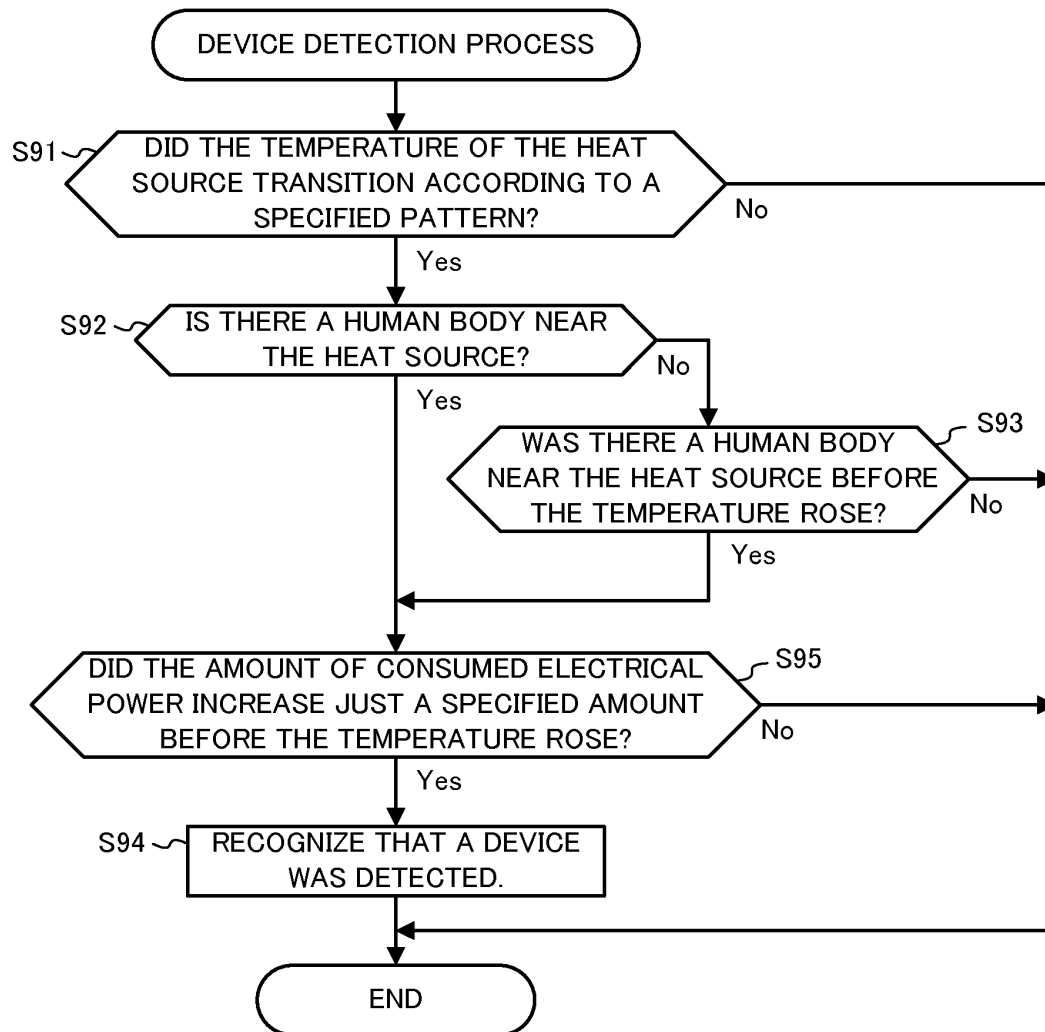 DEVICE DETECTION PROCESS
S91
DID THE TEMPERATURE OF THE HEAT
SOURCE TRANSITION ACCORDING TO A
SPECIFIED PATTERN?
No
Yes
S92
IS THERE A HUMAN BODY NEAR
THE HEAT SOURCE?
No
Yes
S93
WAS THERE A HUMAN BODY
NEAR THE HEAT SOURCE BEFORE
THE TEMPERATURE ROSE?
No
Yes
S95
DID THE AMOUNT OF CONSUMED ELECTRICAL
POWER INCREASE JUST A SPECIFIED AMOUNT
BEFORE THE TEMPERATURE ROSE?
No
Yes
S94
RECOGNIZE THAT A DEVICE
WAS DETECTED.
END